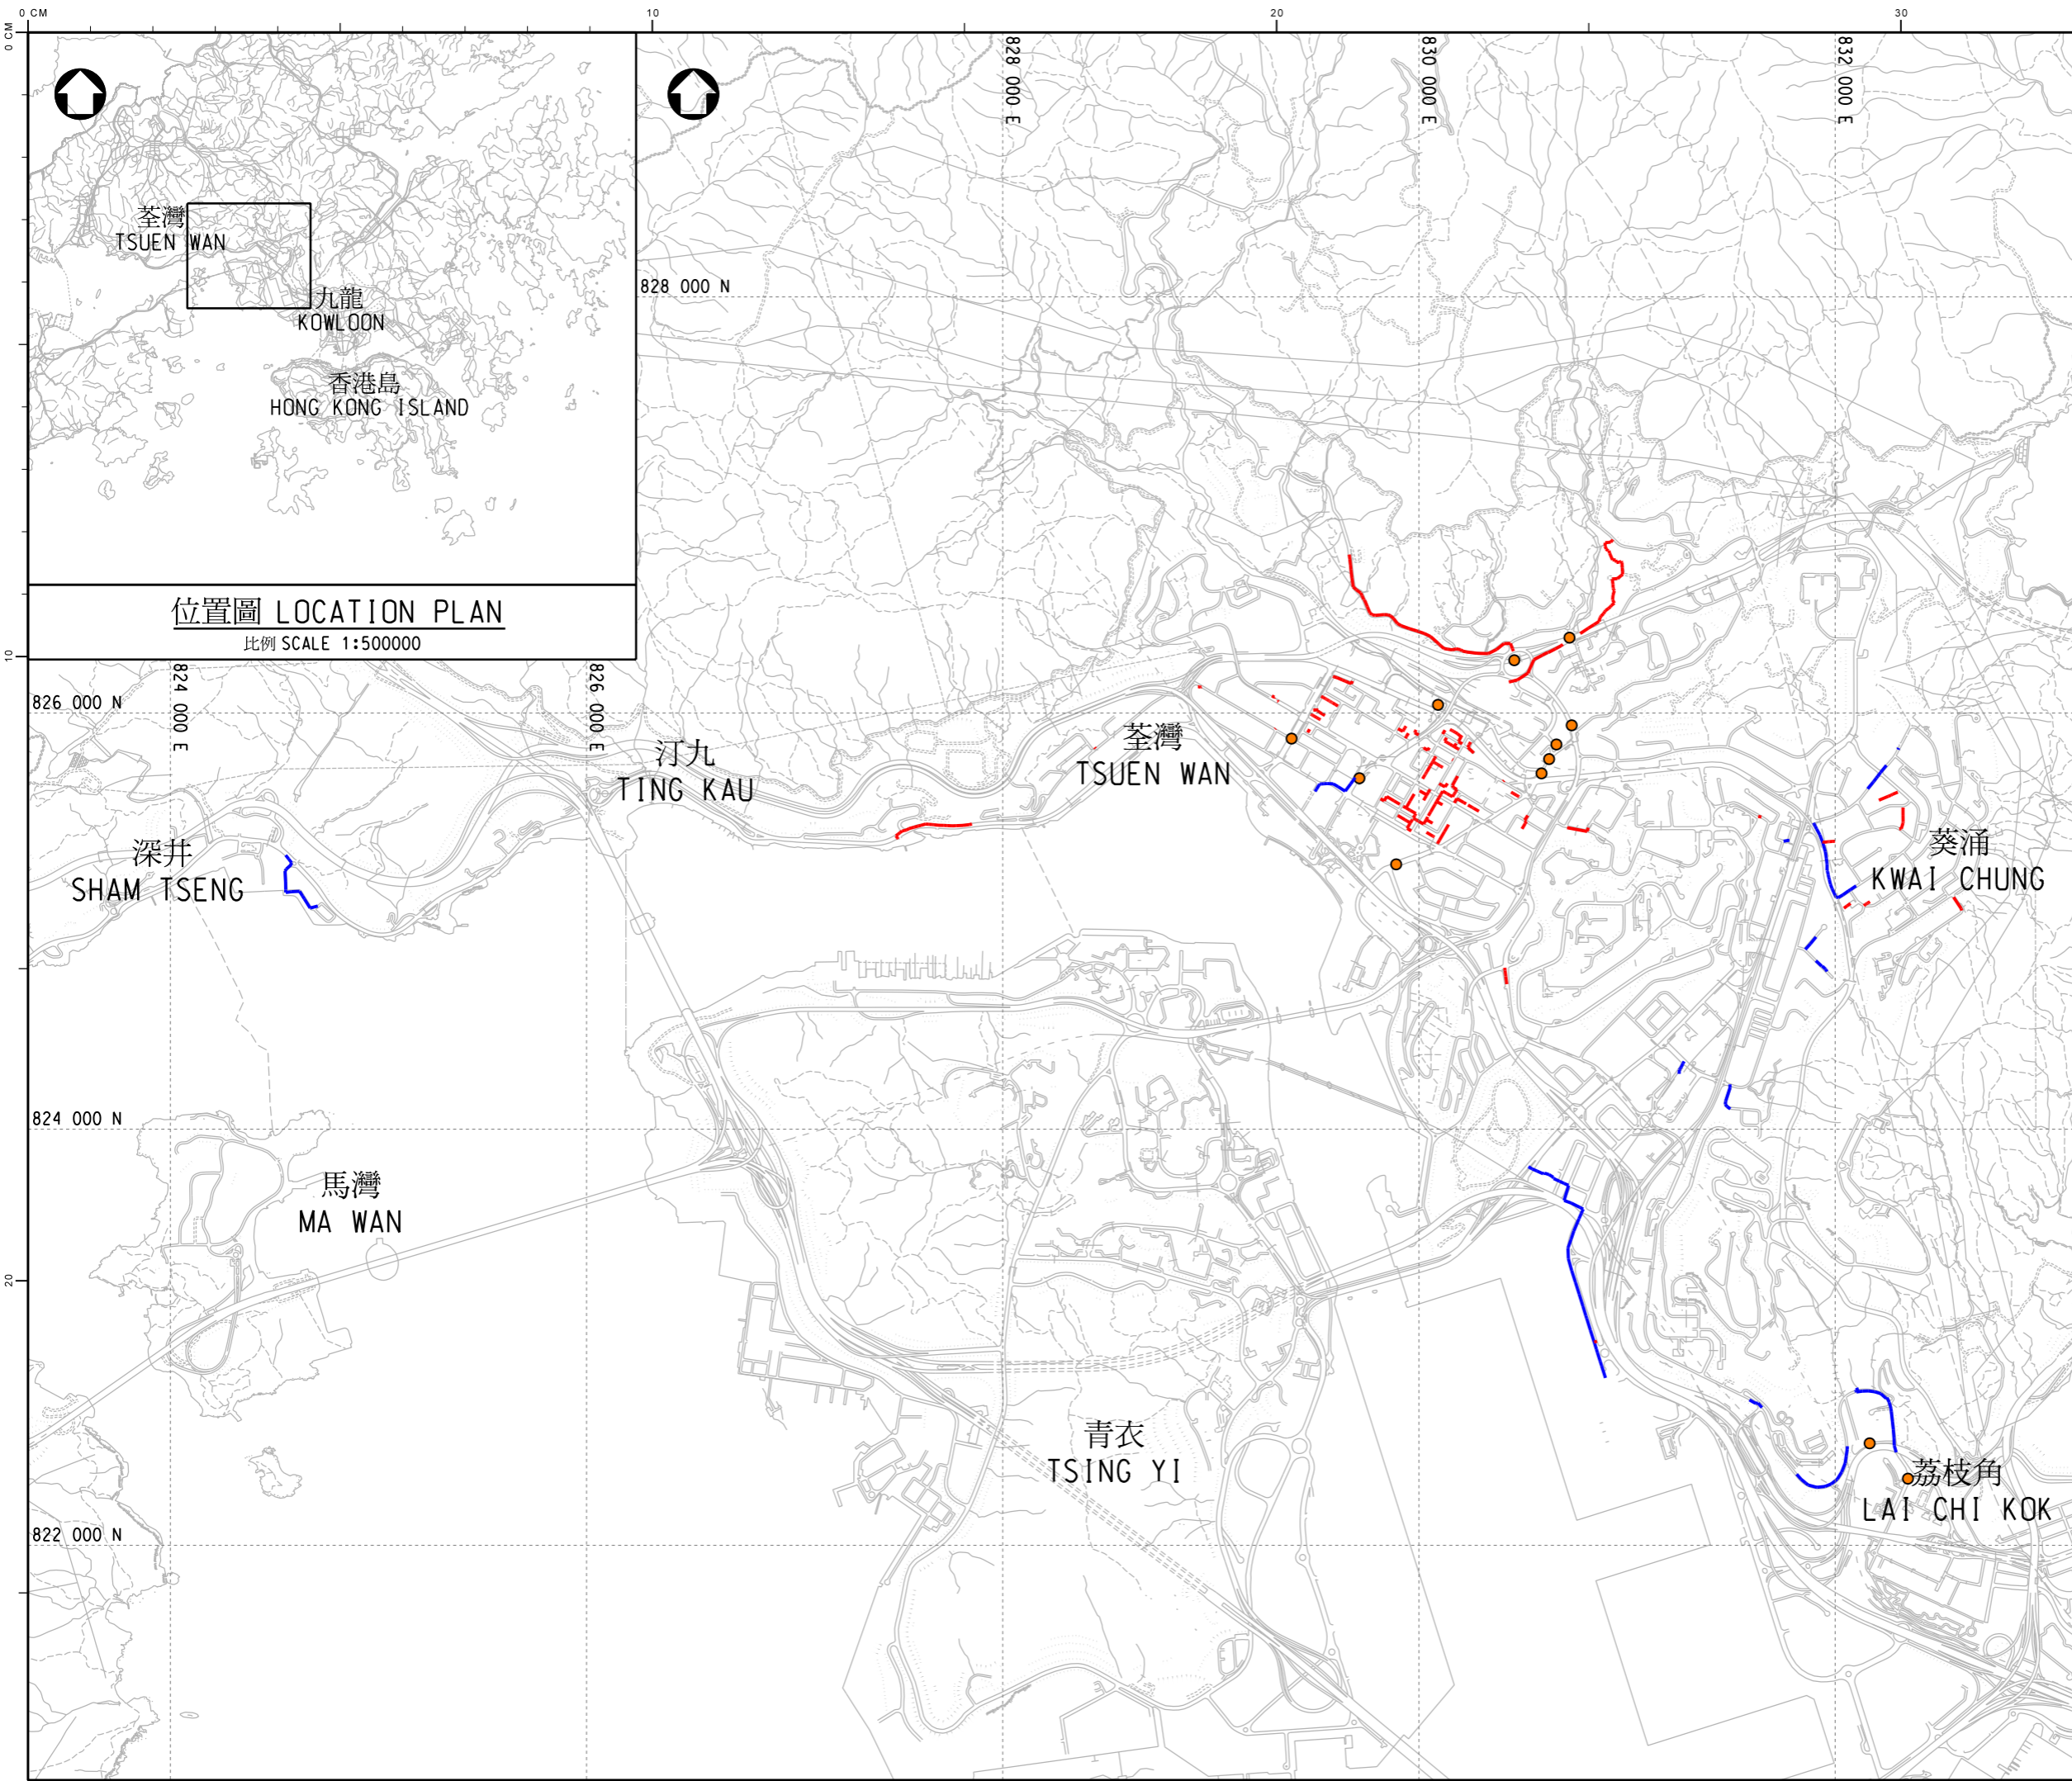 0 CM
10
20
30
0 CM
10
20
828 000 E
830 000 E
832 000 E
荃灣
TSUEN WAN
九龍
KOWLOON
香港島
HONG KONG ISLAND
位置圖 LOCATION PLAN
比例 SCALE 1:500000
828 000 N
824 000 E
826 000 E
826 000 N
汀九
TING KAU
荃灣
TSUEN WAN
深井
SHAM TSENG
葵涌
KWAI CHUNG
824 000 N
馬灣
MA WAN
青衣
TSING YI
荔枝角
LAI CHI KOK
822 000 N